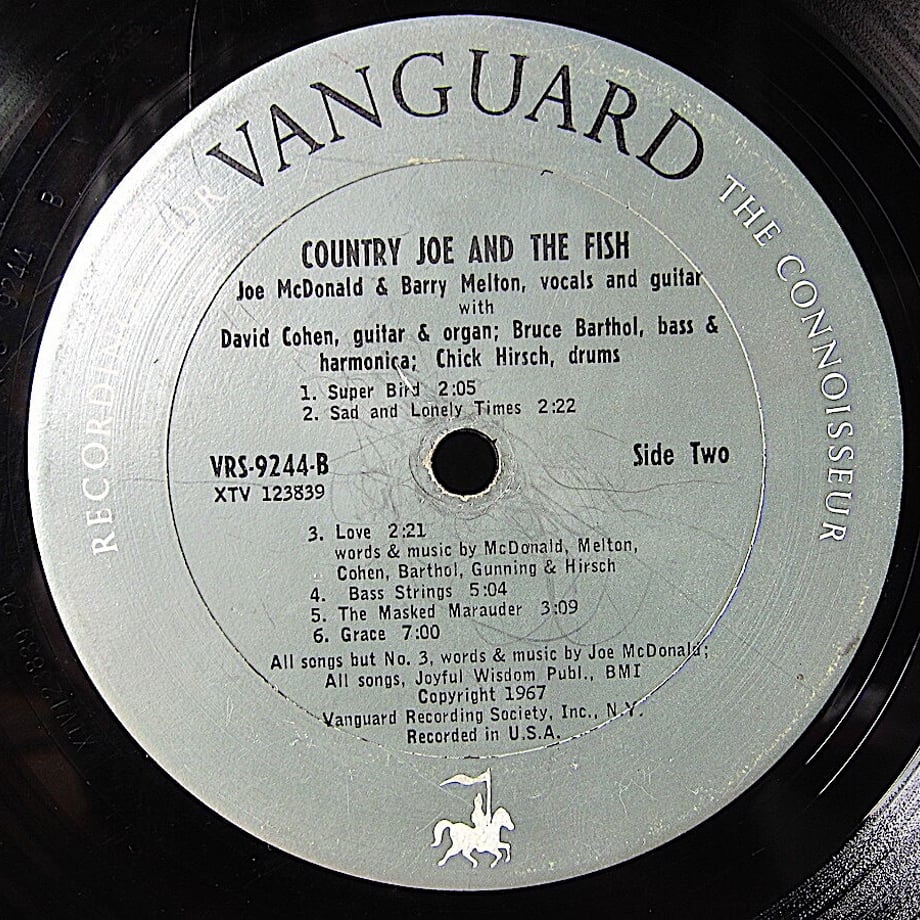 VANGUARD
RECORDINGS FOR THE CONNOISSEUR
COUNTRY JOE AND THE FISH
Joe McDonald & Barry Melton, vocals and guitar
with
David Cohen, guitar & organ; Bruce Barthol, bass &
harmonica; Chick Hirsch, drums
1. Super Bird 2:05
2. Sad and Lonely Times 2:22
VRS-9244-B
XTV 123839
Side Two
3. Love 2:21
words & music by McDonald, Melton,
Cohen, Barthol, Gunning & Hirsch
4. Bass Strings 5:04
5. The Masked Marauder 3:09
6. Grace 7:00
All songs but No. 3, words & music by Joe McDonald;
All songs, Joyful Wisdom Publ., BMI
Copyright 1967
Vanguard Recording Society, Inc., N.Y.
Recorded in U.S.A.